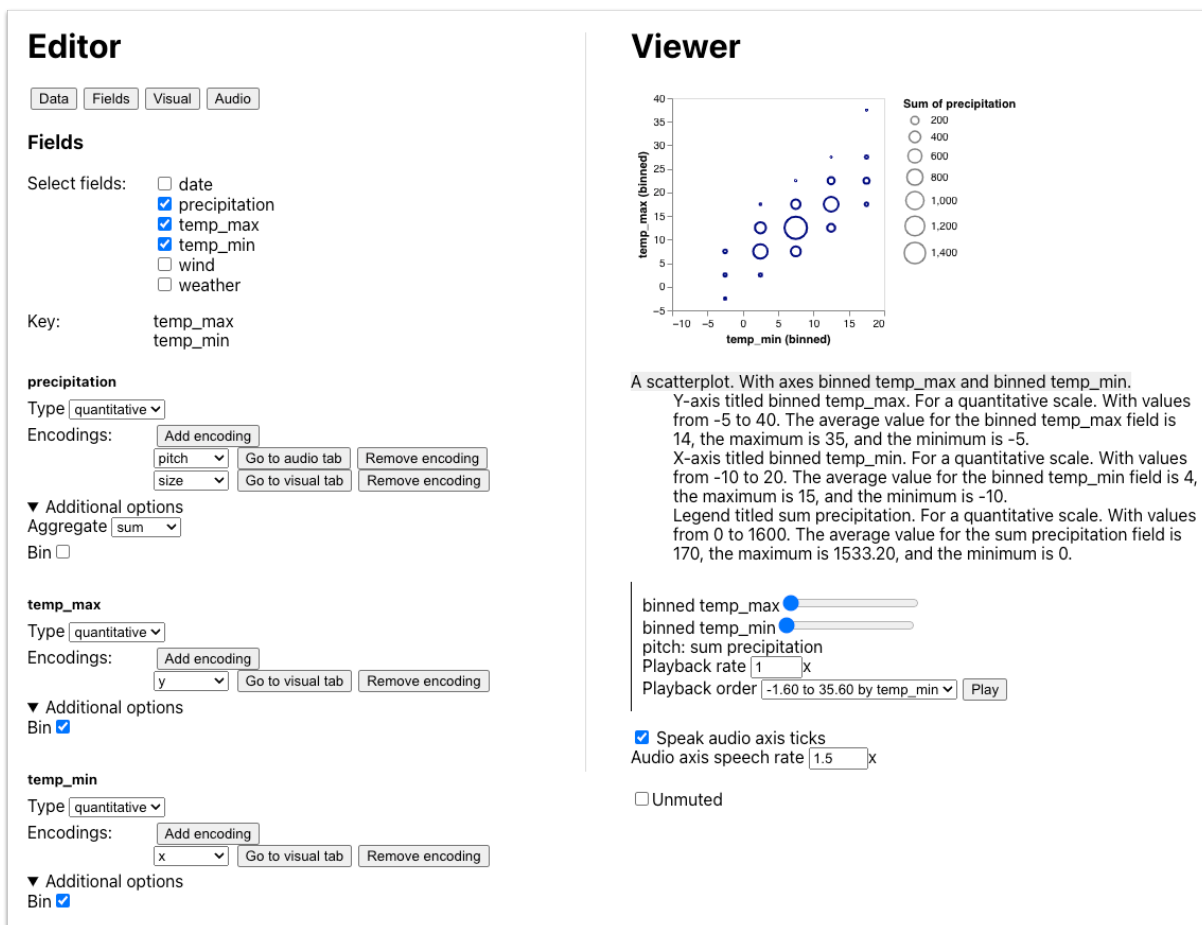 Editor
Data Fields Visual Audio
Fields
Select fields:
date
precipitation
temp_max
temp_min
wind
weather
Key: temp_max
temp_min
precipitation
Type quantitative
Encodings: Add encoding
pitch Go to audio tab Remove encoding
size Go to visual tab Remove encoding
▼ Additional options
Aggregate sum
Bin
temp_max
Type quantitative
Encodings: Add encoding
y Go to visual tab Remove encoding
▼ Additional options
Bin
temp_min
Type quantitative
Encodings: Add encoding
x Go to visual tab Remove encoding
▼ Additional options
Bin
Viewer
temp_max (binned)
40
35
30
25
20
15
10
5
0
−5
−10 −5 0 5 10 15 20
temp_min (binned)
Sum of precipitation
200
400
600
800
1,000
1,200
1,400
A scatterplot. With axes binned temp_max and binned temp_min.
Y-axis titled binned temp_max. For a quantitative scale. With values
from -5 to 40. The average value for the binned temp_max field is
14, the maximum is 35, and the minimum is -5.
X-axis titled binned temp_min. For a quantitative scale. With values
from -10 to 20. The average value for the binned temp_min field is 4,
the maximum is 15, and the minimum is -10.
Legend titled sum precipitation. For a quantitative scale. With values
from 0 to 1600. The average value for the sum precipitation field is
170, the maximum is 1533.20, and the minimum is 0.
binned temp_max
binned temp_min
pitch: sum precipitation
Playback rate 1 x
Playback order -1.60 to 35.60 by temp_min Play
Speak audio axis ticks
Audio axis speech rate 1.5 x
Unmuted